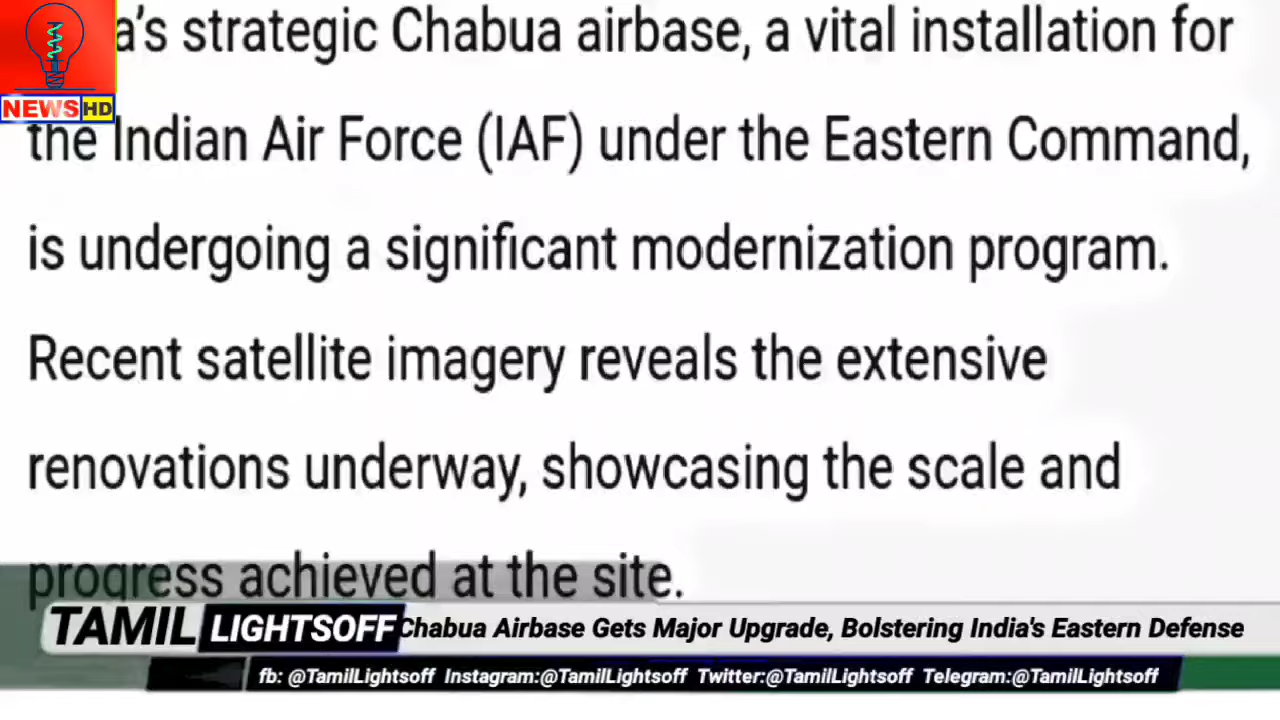 a's strategic Chabua airbase, a vital installation for
the Indian Air Force (IAF) under the Eastern Command,
is undergoing a significant modernization program.
Recent satellite imagery reveals the extensive
renovations underway, showcasing the scale and
progress achieved at the site.
NEWS HD
TAMIL LIGHTSOFF Chabua Airbase Gets Major Upgrade, Bolstering India's Eastern Defense
fb: @TamilLightsoff Instagram:@TamilLightsoff Twitter:@TamilLightsoff Telegram:@TamilLightsoff